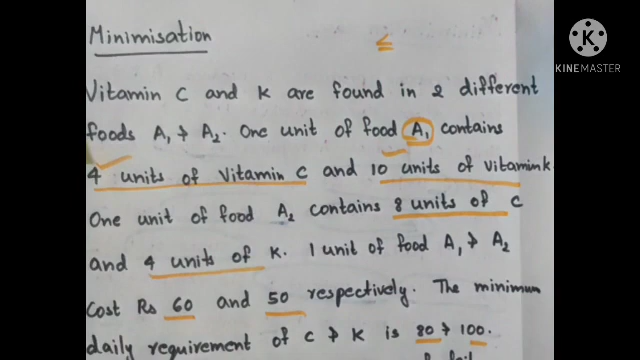 Minimisation
≤
KINEMASTER
Vitamin C and K are found in 2 different
foods A₁ & A₂. One unit of food A₁ contains
4 units of Vitamin C and 10 units of vitamin K
One unit of food A₂ contains 8 units of C
and 4 units of K. 1 unit of food A₁ & A₂
cost Rs 60 and 50 respectively. The minimum
daily requirement of C & K is 80 & 100.